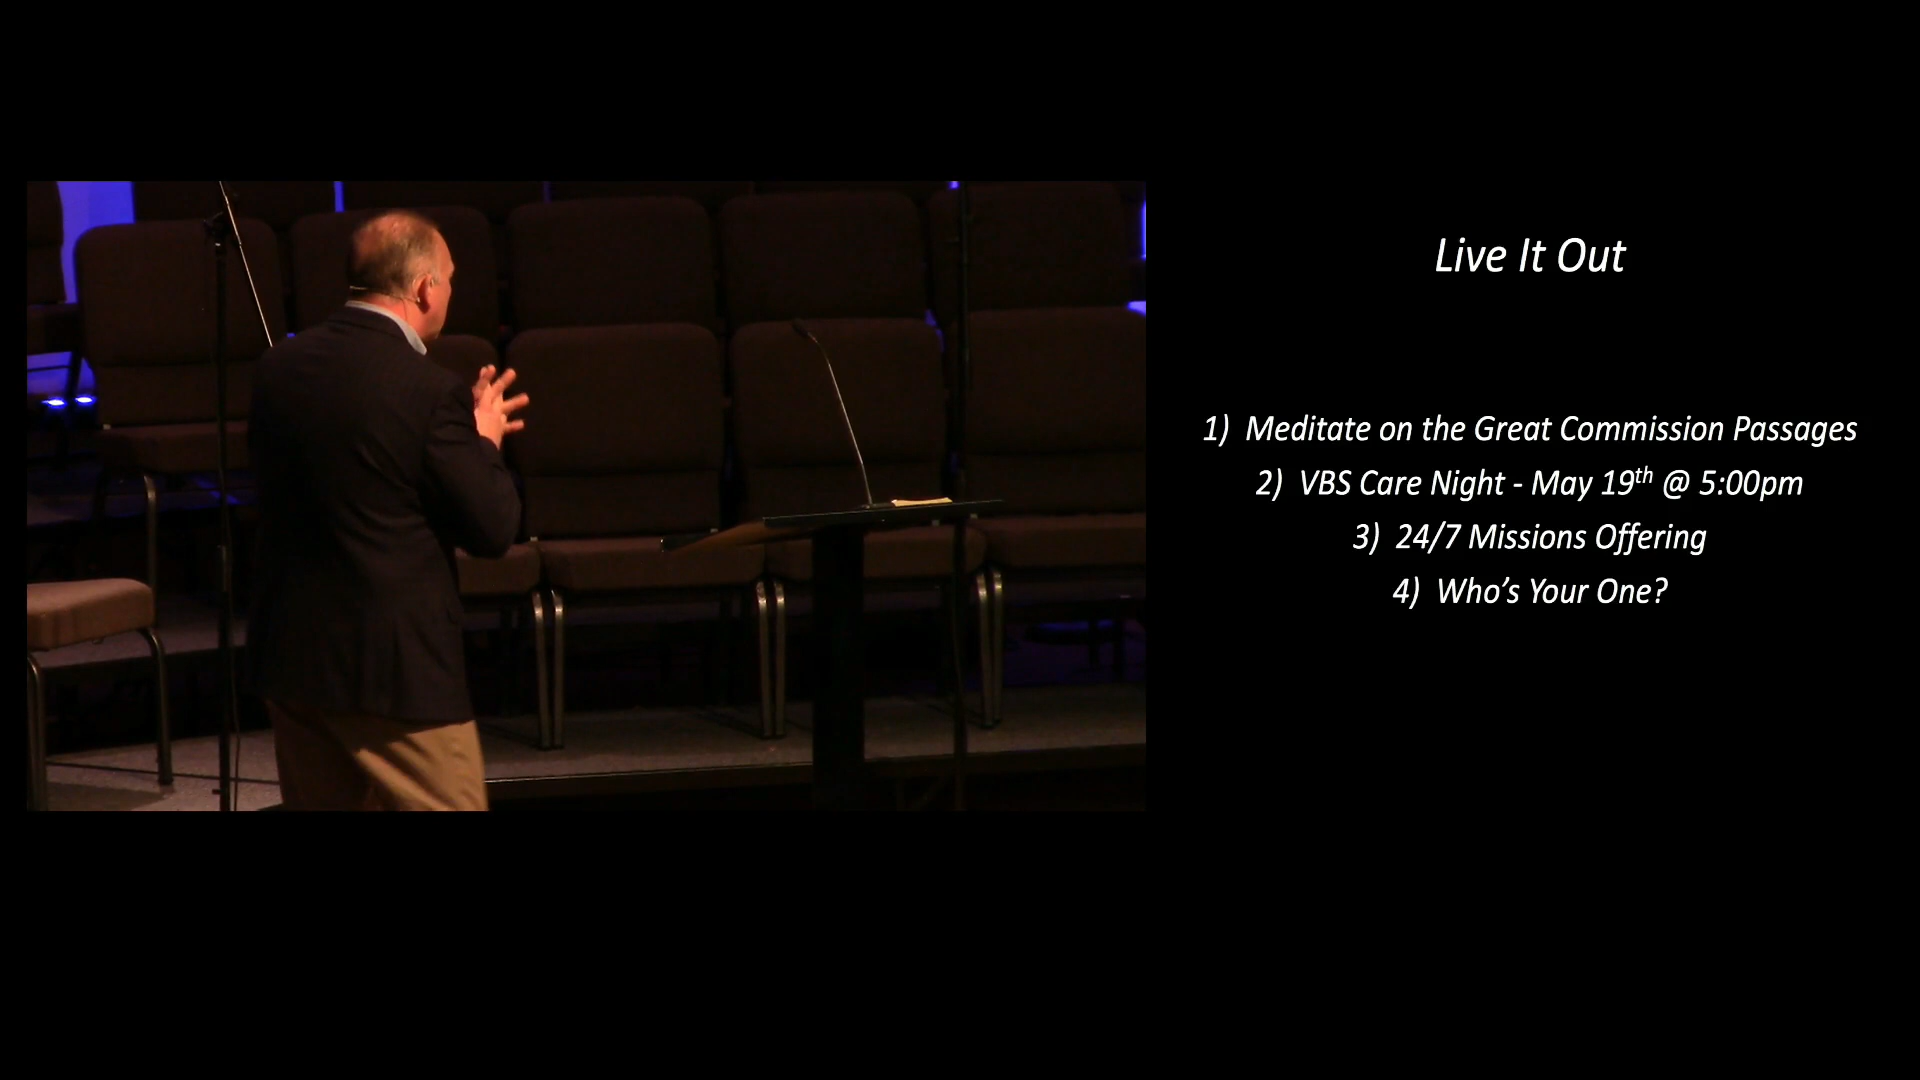 Live It Out
1) Meditate on the Great Commission Passages
2) VBS Care Night - May 19th @ 5:00pm
3) 24/7 Missions Offering
4) Who’s Your One?